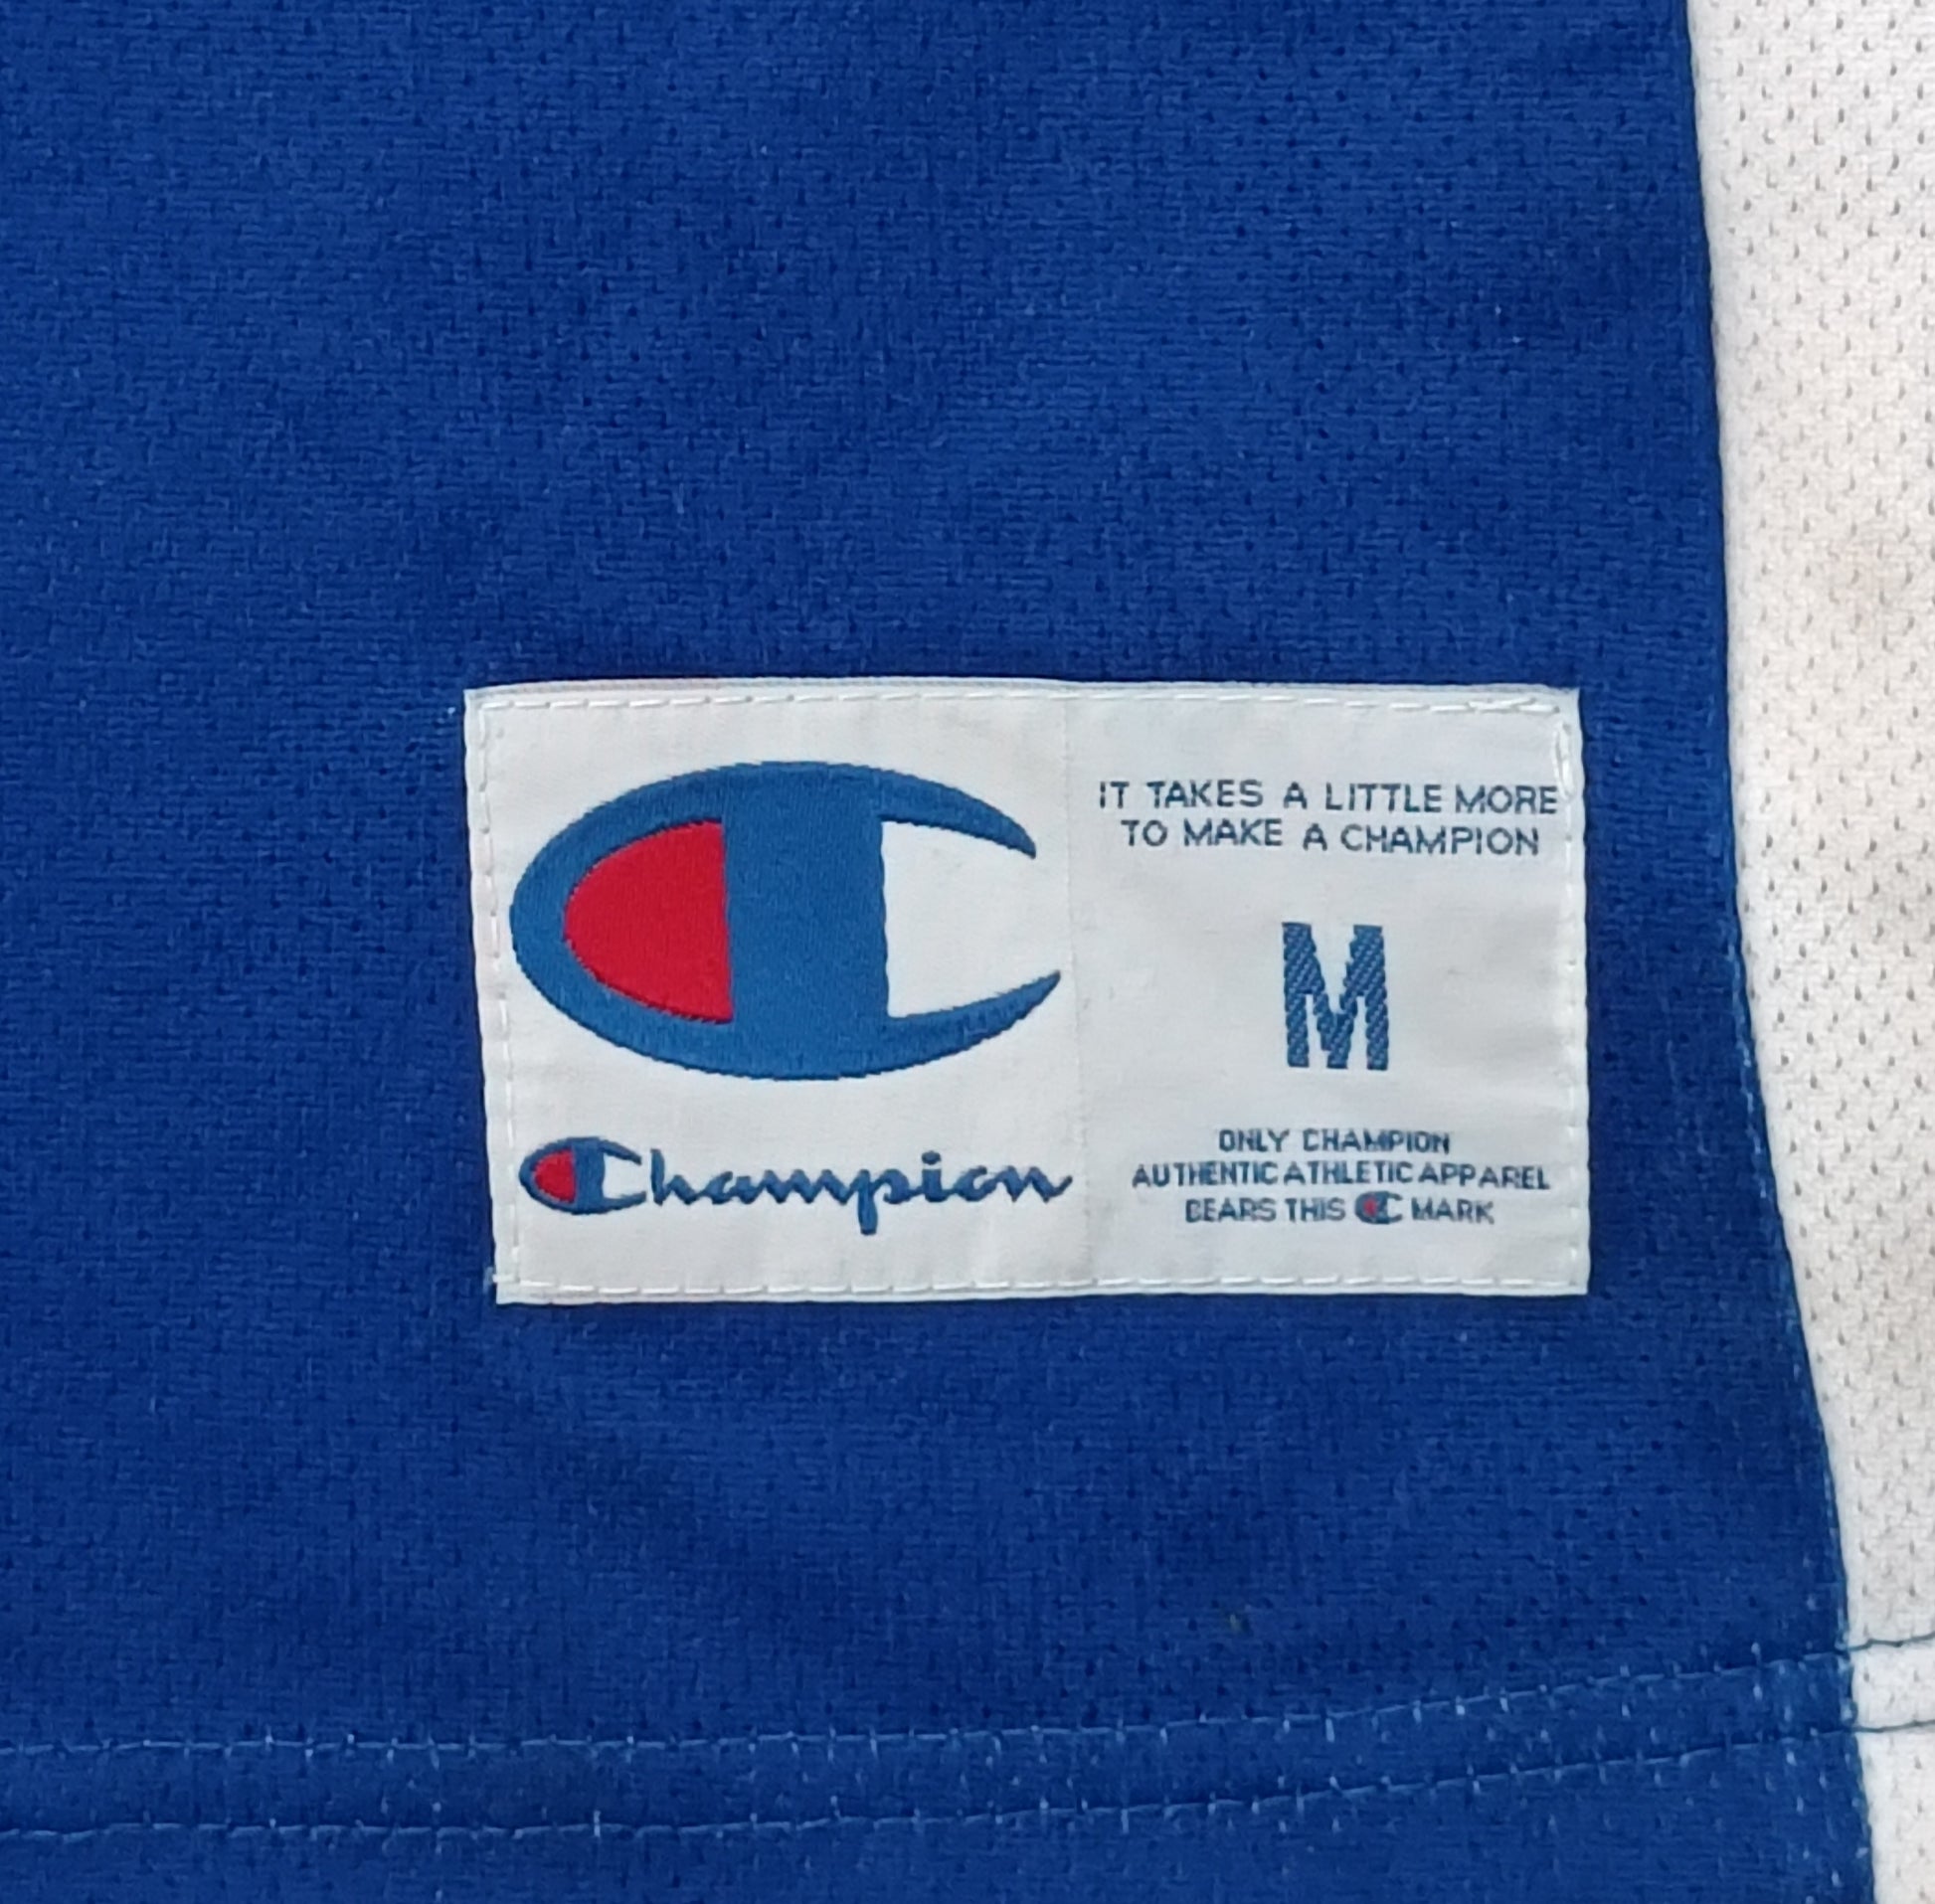 Champion
IT TAKES A LITTLE MORE
TO MAKE A CHAMPION
M
ONLY CHAMPION
AUTHENTIC ATHLETIC APPAREL
BEARS THIS C MARK